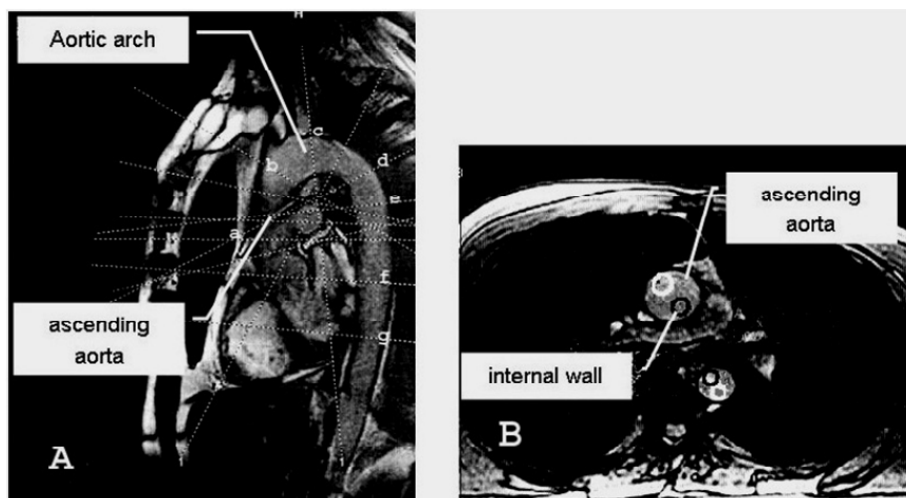 H
Aortic arch
c
b
d
e
a
f
ascending
aorta
g
A
i
ascending
aorta
internal wall
B